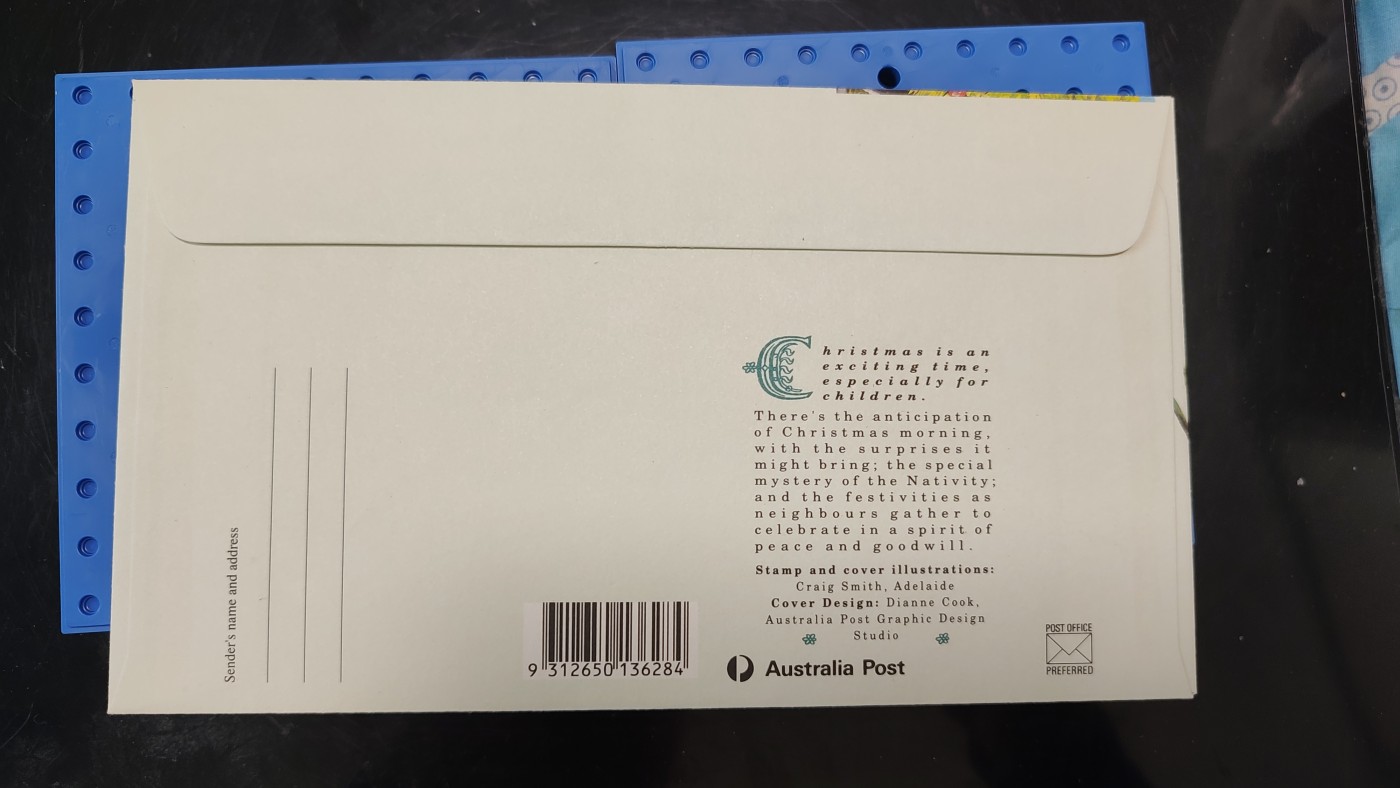 Christmas is an
exciting time,
especially for
children.
There's the anticipation
of Christmas morning,
with the surprises it
might bring; the special
mystery of the Nativity;
and the festivities as
neighbours gather to
celebrate in a spirit of
peace and goodwill.
Stamp and cover illustrations:
Craig Smith, Adelaide
Cover Design: Dianne Cook,
Australia Post Graphic Design
Studio
Australia Post
POST OFFICE
PREFERRED
9 312650 136284
Sender's name and address